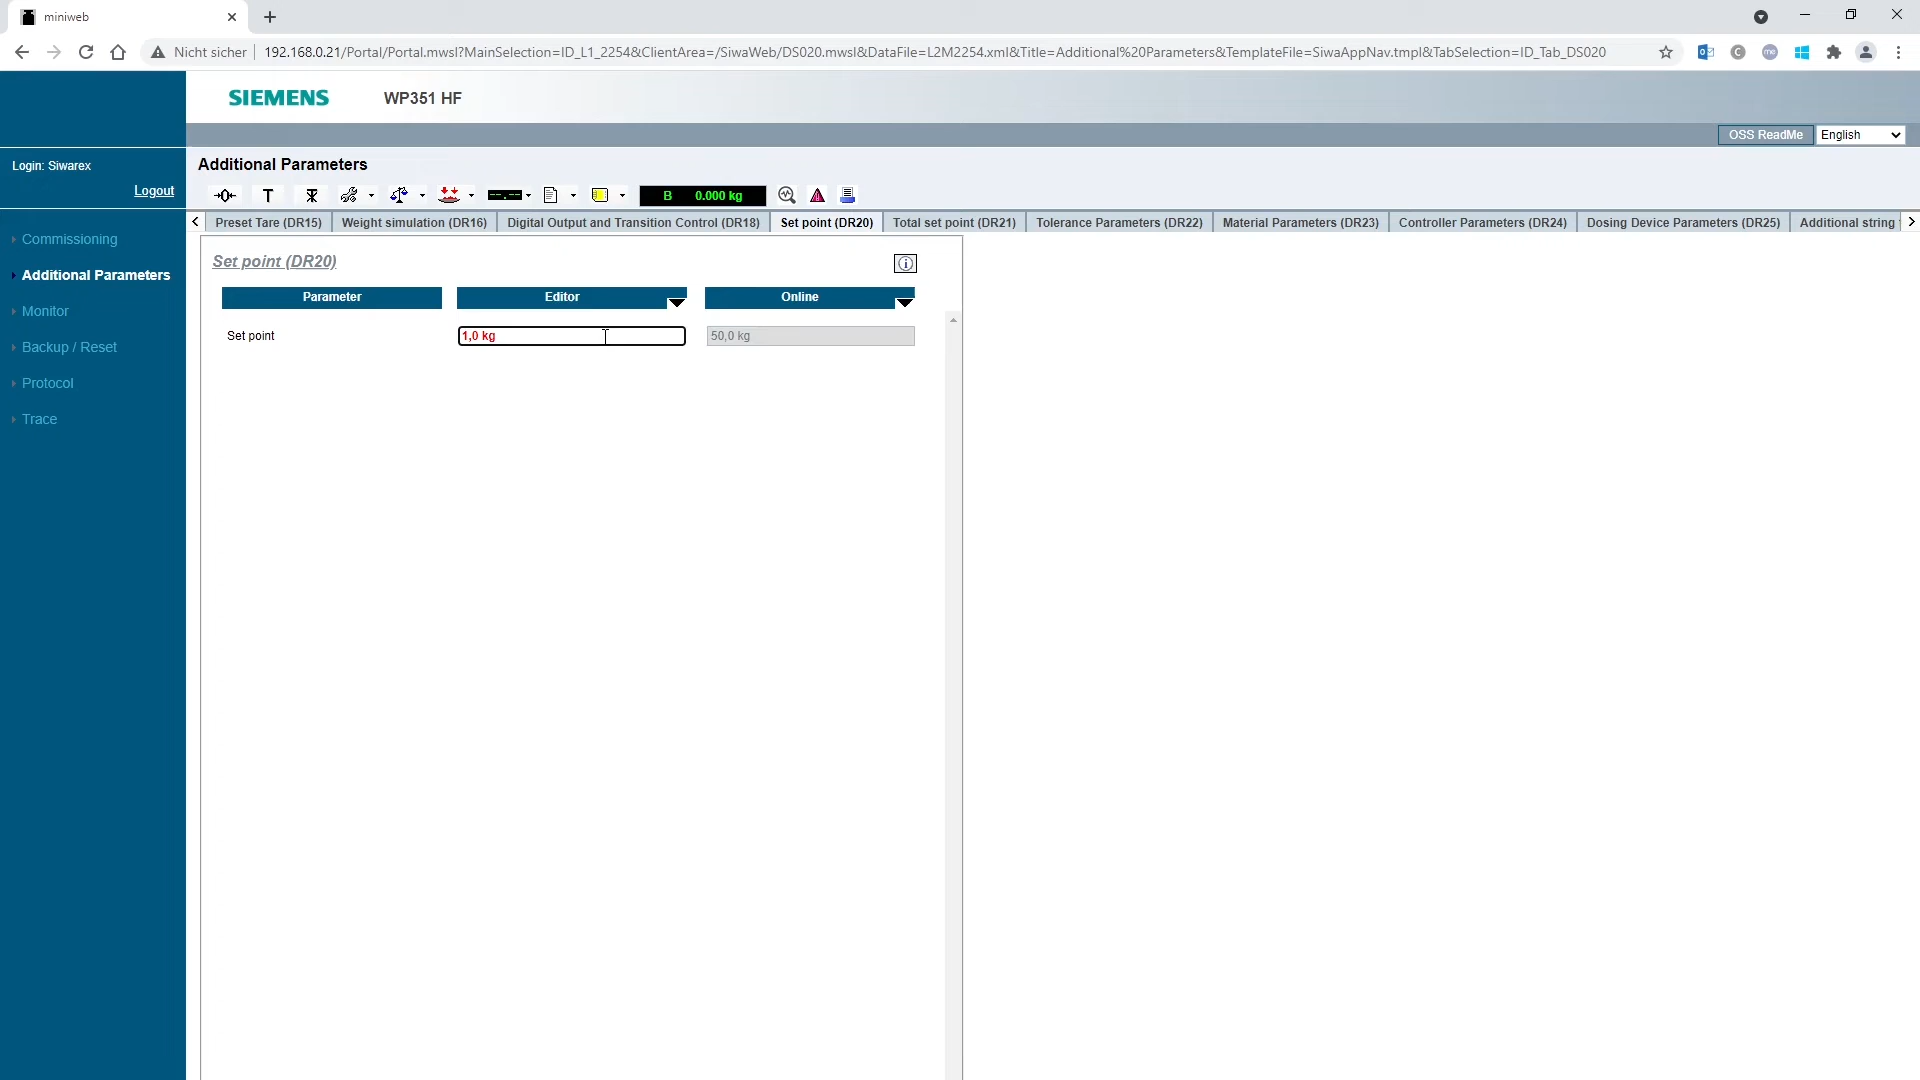 miniweb
Nicht sicher
192.168.0.21/Portal/Portal.mwsl?MainSelection=ID_L1_2254&ClientArea=/SiwaWeb/DS020.mwsl&DataFile=L2M2254.xml&Title=Additional%20Parameters&TemplateFile=SiwaAppNav.tmpl&TabSelection=ID_Tab_DS020
SIEMENS
WP351 HF
OSS ReadMe
English
Login: Siwarex
Logout
Additional Parameters
T
B 0.000 kg
Preset Tare (DR15)
Weight simulation (DR16)
Digital Output and Transition Control (DR18)
Set point (DR20)
Total set point (DR21)
Tolerance Parameters (DR22)
Material Parameters (DR23)
Controller Parameters (DR24)
Dosing Device Parameters (DR25)
Additional string
Commissioning
Additional Parameters
Monitor
Backup / Reset
Protocol
Trace
Set point (DR20)
Parameter
Editor
Online
Set point
1,0 kg
50,0 kg